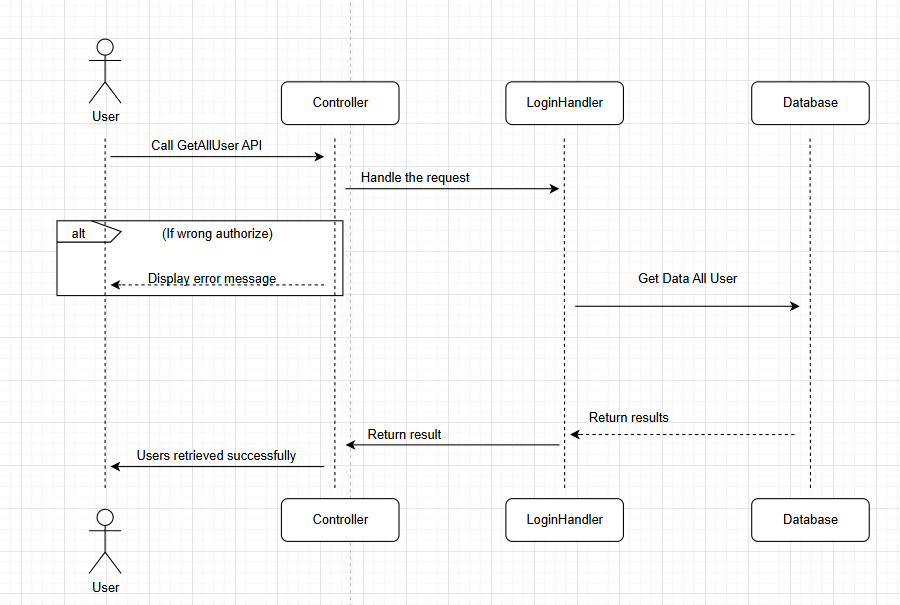 User
Controller
LoginHandler
Database
Call GetAllUser API
Handle the request
alt
(If wrong authorize)
Display error message
Get Data All User
Return results
Return result
Users retrieved successfully
User
Controller
LoginHandler
Database